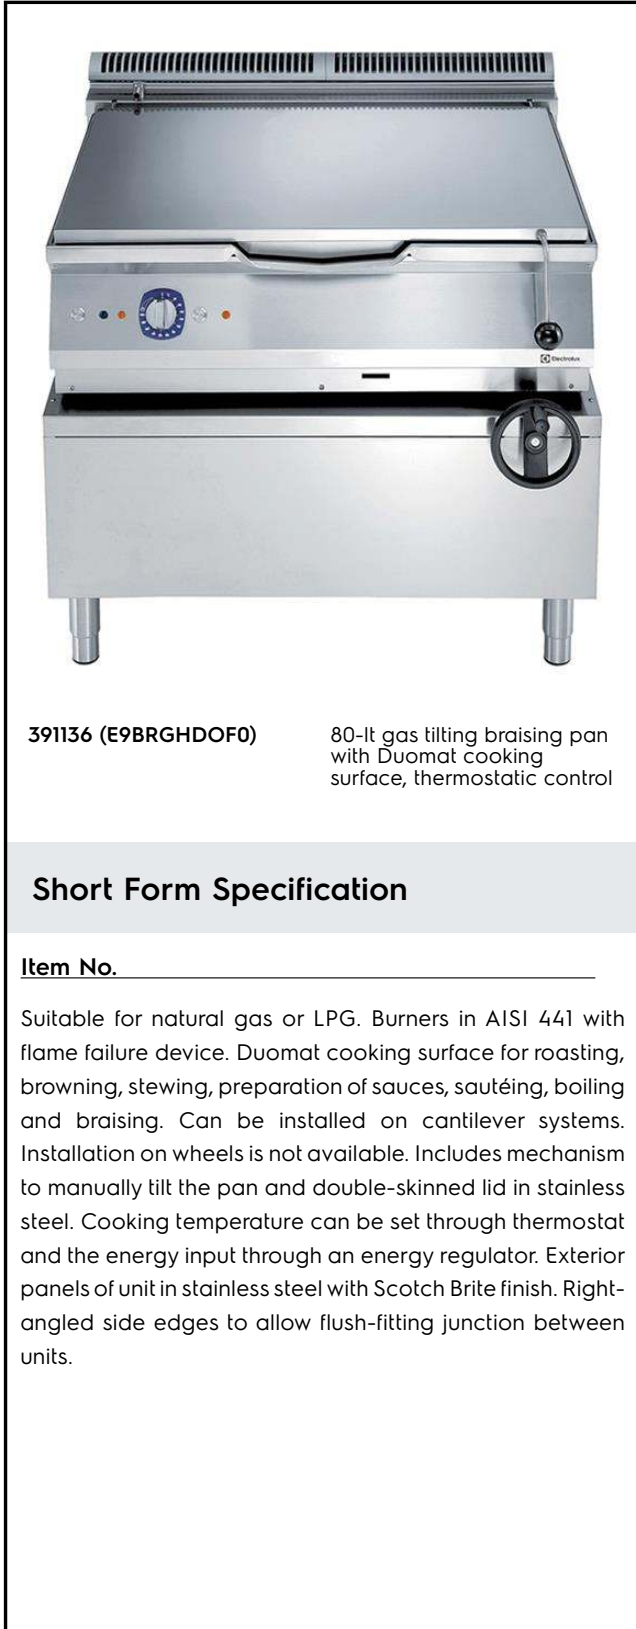 Electrolux
391136 (E9BRGHDOF0)
80-lt gas tilting braising pan
with Duomat cooking
surface, thermostatic control
Short Form Specification
Item No.
Suitable for natural gas or LPG. Burners in AISI 441 with
flame failure device. Duomat cooking surface for roasting,
browning, stewing, preparation of sauces, sautéing, boiling
and braising. Can be installed on cantilever systems.
Installation on wheels is not available. Includes mechanism
to manually tilt the pan and double-skinned lid in stainless
steel. Cooking temperature can be set through thermostat
and the energy input through an energy regulator. Exterior
panels of unit in stainless steel with Scotch Brite finish. Right-
angled side edges to allow flush-fitting junction between
units.